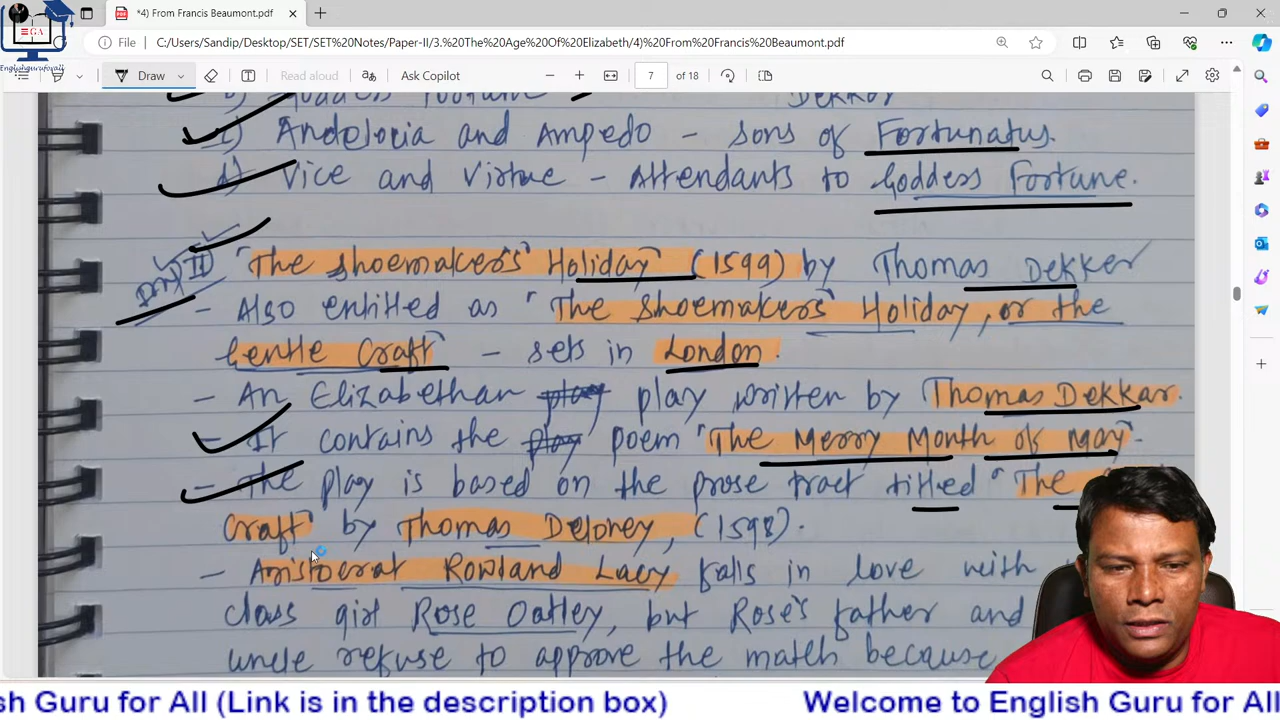 *4) From Francis Beaumont.pdf
File C:/Users/Sandip/Desktop/SET/SET%20Notes/Paper-II/3.%20The%20Age%20Of%20Elizabeth/4)%20From%20Francis%20Beaumont.pdf
EGA
Englishguruforall
Draw Read aloud Ask Copilot 7 of 18
Goddess Fortune Dekkor
Andolocia and Ampedo - sons of Fortunatus.
d) Vice and Virtue - Attendants to Goddess Fortune.
II) "The Shoemakers' Holiday" (1599) by Thomas Dekker
- Also entitled as "The Shoemakers' Holiday, or the
Gentle Craft - sets in London.
- An Elizabethan play written by Thomas Dekkar.
- It contains the poem "The Merry Month of May".
- The play is based on the prose tract titled "The
Craft" by Thomas Deloney, (1598).
- Aristocrat Rowland Lacy falls in love with
class girl Rose Oatley, but Rose's father and
uncle refuse to approve the match because
sh Guru for All (Link is in the description box) Welcome to English Guru for All